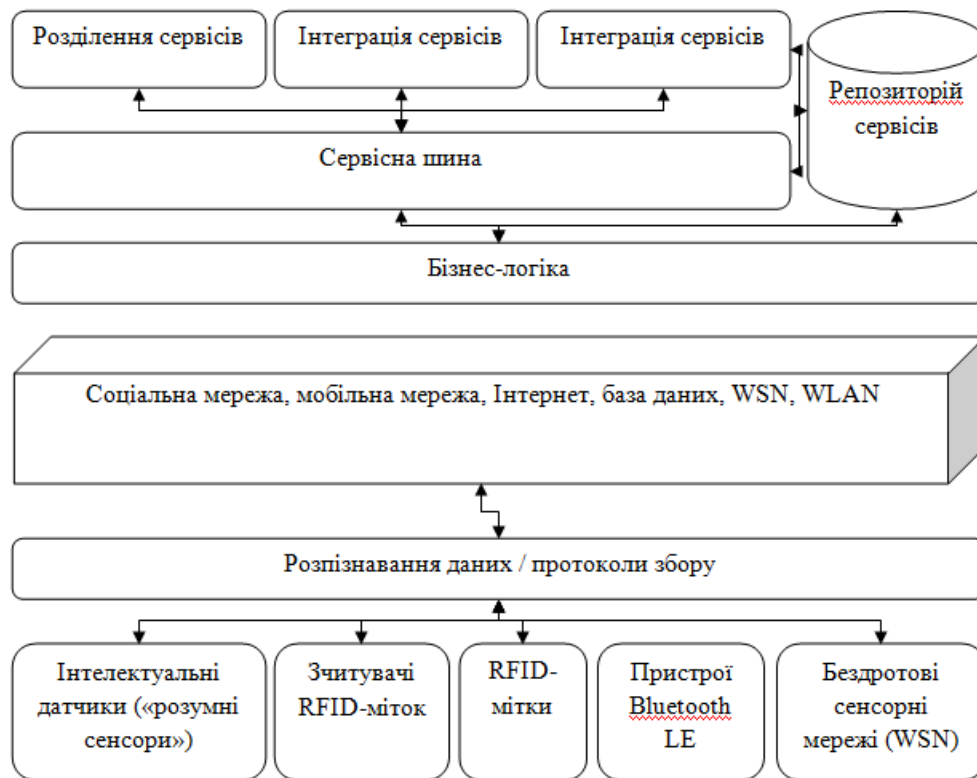 Розділення сервісів
Інтеграція сервісів
Інтеграція сервісів
Репозиторій
сервісів
Сервісна шина
Бізнес-логіка
Соціальна мережа, мобільна мережа, Інтернет, база даних, WSN, WLAN
Розпізнавання даних / протоколи збору
Інтелектуальні
датчики («розумні
сенсори»)
Зчитувачі
RFID-міток
RFID-
мітки
Пристрої
Bluetooth
LE
Бездротові
сенсорні
мережі (WSN)